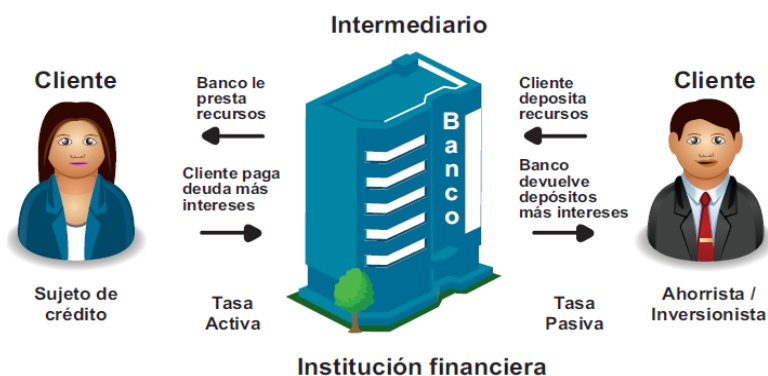 Intermediario
Cliente
Banco le
presta
recursos
Cliente paga
deuda más
intereses
Sujeto de
crédito
Tasa
Activa
Banco
Cliente
deposita
recursos
Banco
devuelve
depósitos
más intereses
Tasa
Pasiva
Cliente
Ahorrista /
Inversionista
Institución financiera